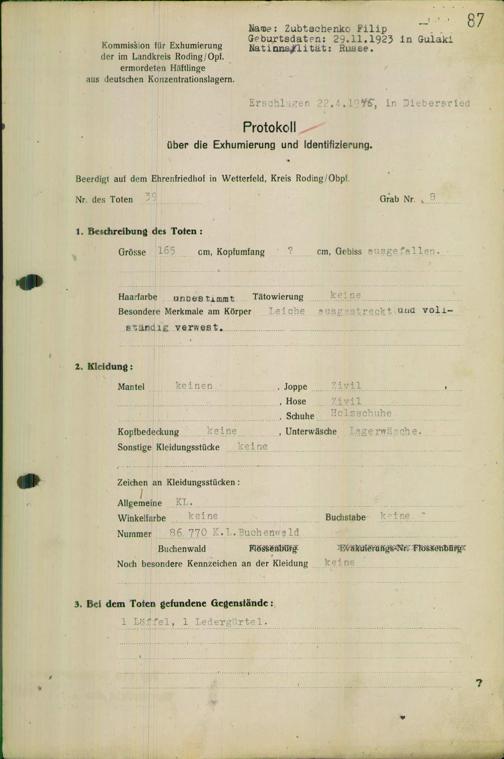 87
Name: Zubtschenko Filip
Geburtsdaten: 29.11.1923 in Gulaki
Nationalität: Russe.
Kommission für Exhumierung
der im Landkreis Roding/Opf.
ermordeten Häftlinge
aus deutschen Konzentrationslagern.
Erschlagen 22.4.1945, in Diebersried
Protokoll
über die Exhumierung und Identifizierung.
Beerdigt auf dem Ehrenfriedhof in Wetterfeld, Kreis Roding/Obpf.
Nr. des Toten 39 Grab Nr. 8
1. Beschreibung des Toten:
Grösse 165 cm, Kopfumfang ? cm, Gebiss ausgefallen.
Haarfarbe unbestimmt Tätowierung keine
Besondere Merkmale am Körper Leiche ausgestreckt und voll-
ständig verwest.
2. Kleidung:
Mantel keinen , Joppe Zivil
, Hose Zivil
, Schuhe Holzschuhe
Kopfbedeckung keine , Unterwäsche Lagerwäsche.
Sonstige Kleidungsstücke keine
Zeichen an Kleidungsstücken:
Allgemeine KL.
Winkelfarbe keine Buchstabe keine
Nummer 86 770 K.L.Buchenwald
Buchenwald Flossenbürg Evakuierungs-Nr. Flossenbürg
Noch besondere Kennzeichen an der Kleidung keine
3. Bei dem Toten gefundene Gegenstände:
1 Löffel, 1 Ledergürtel.
?